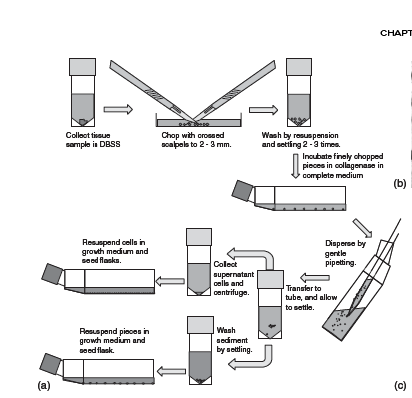 CHAPT
Collect tissue
sample is DBSS
Chop with crossed
scalpels to 2 - 3 mm.
Wash by resuspension
and settling 2 - 3 times.
Incubate finely chopped
pieces in collagenase in
complete medium
(b)
Disperse by
gentle
pipetting.
Transfer to
tube, and allow
to settle.
Collect
supernatant
cells and
centrifuge.
Resuspend cells in
growth medium and
seed flasks.
Wash
sediment
by settling.
Resuspend pieces in
growth medium and
seed flask.
(a)
(c)